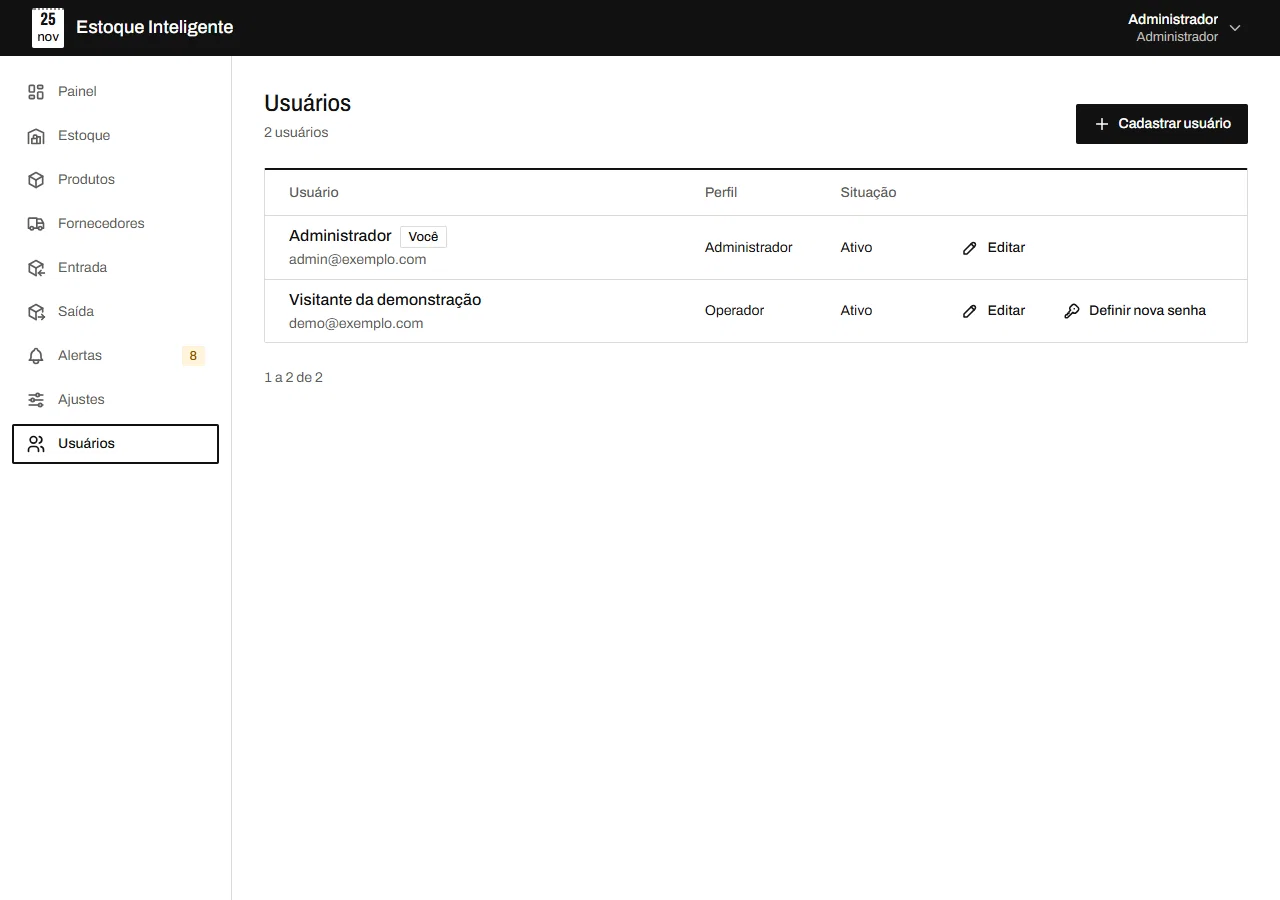 25
nov
Estoque Inteligente
Administrador
Administrador
Painel
Estoque
Produtos
Fornecedores
Entrada
Saída
Alertas 8
Ajustes
Usuários
Usuários
2 usuários
Cadastrar usuário
Usuário Perfil Situação
Administrador Você
admin@exemplo.com
Administrador Ativo Editar
Visitante da demonstração
demo@exemplo.com
Operador Ativo Editar Definir nova senha
1 a 2 de 2